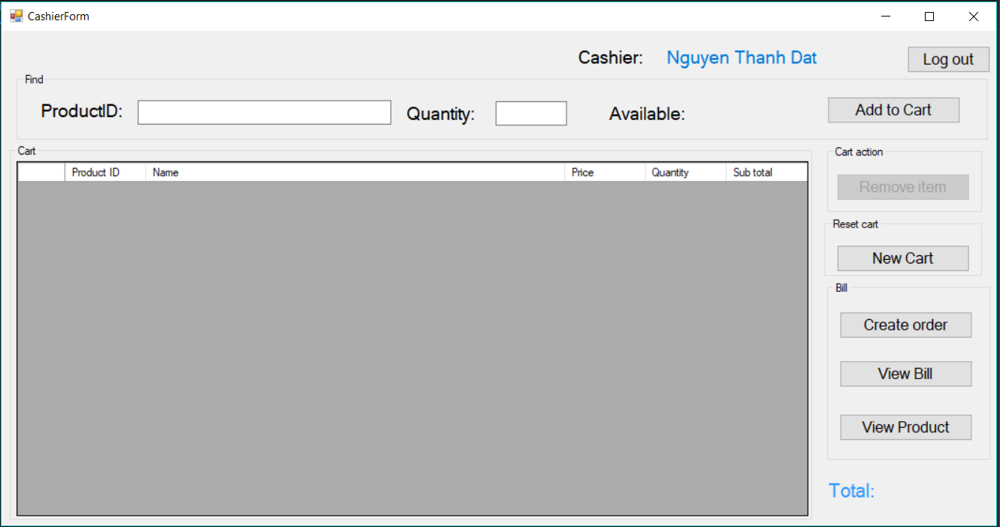 CashierForm
Cashier: Nguyen Thanh Dat Log out
Find
ProductID: Quantity: Available: Add to Cart
Cart
Product ID Name Price Quantity Sub total
Cart action
Remove item
Reset cart
New Cart
Bill
Create order
View Bill
View Product
Total: